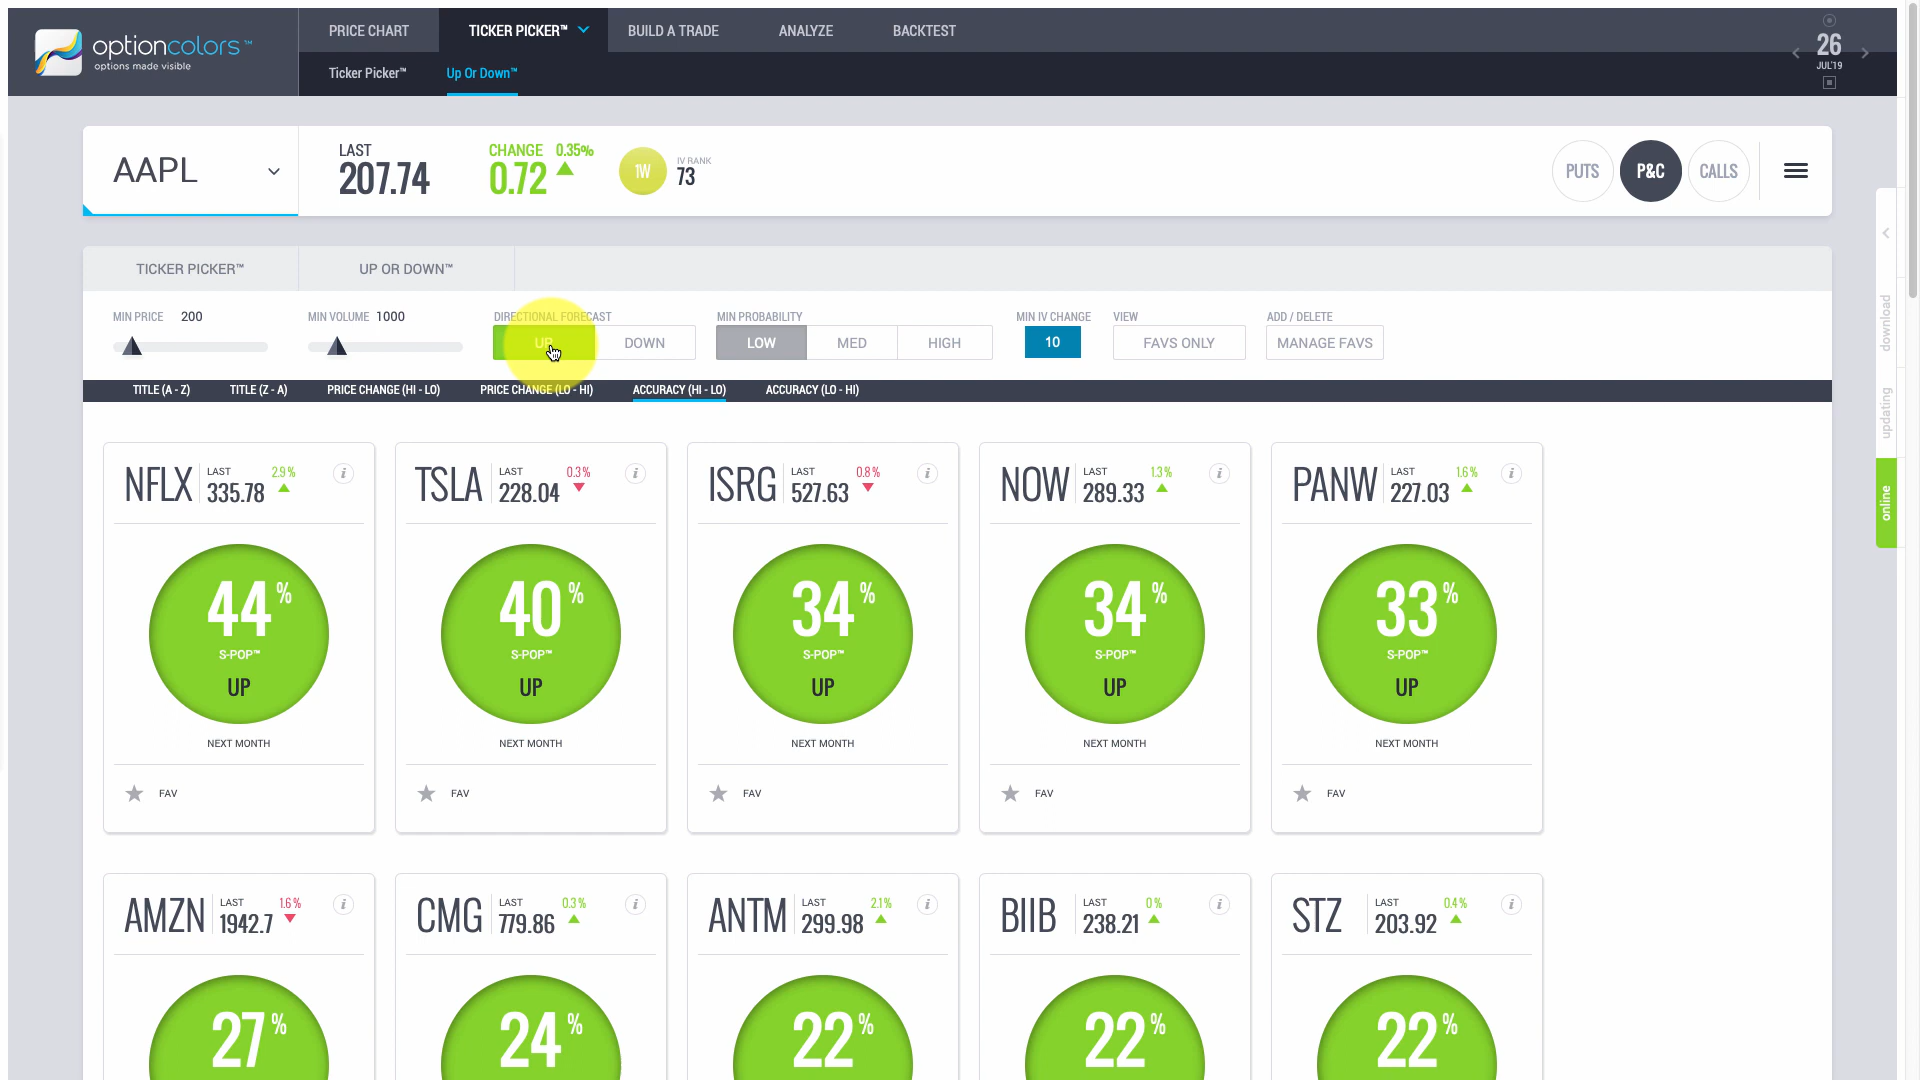 optioncolors™
options made visible
PRICE CHART
TICKER PICKER™
BUILD A TRADE
ANALYZE
BACKTEST
Ticker Picker™
Up Or Down™
26
JUL'19
AAPL
LAST
207.74
CHANGE 0.35%
0.72
1W
IV RANK
73
PUTS
P&C
CALLS
TICKER PICKER™
UP OR DOWN™
MIN PRICE 200
MIN VOLUME 1000
DIRECTIONAL FORECAST
UP
DOWN
MIN PROBABILITY
LOW
MED
HIGH
MIN IV CHANGE
10
VIEW
FAVS ONLY
ADD / DELETE
MANAGE FAVS
TITLE (A - Z)
TITLE (Z - A)
PRICE CHANGE (HI - LO)
PRICE CHANGE (LO - HI)
ACCURACY (HI - LO)
ACCURACY (LO - HI)
download
updating
online
NFLX
LAST
335.78
2.9%
i
44%
S-POP™
UP
NEXT MONTH
FAV
TSLA
LAST
228.04
0.3%
i
40%
S-POP™
UP
NEXT MONTH
FAV
ISRG
LAST
527.63
0.8%
i
34%
S-POP™
UP
NEXT MONTH
FAV
NOW
LAST
289.33
1.3%
i
34%
S-POP™
UP
NEXT MONTH
FAV
PANW
LAST
227.03
1.6%
i
33%
S-POP™
UP
NEXT MONTH
FAV
AMZN
LAST
1942.7
1.6%
i
27%
CMG
LAST
779.86
0.3%
i
24%
ANTM
LAST
299.98
2.1%
i
22%
BIIB
LAST
238.21
0%
i
22%
STZ
LAST
203.92
0.4%
i
22%